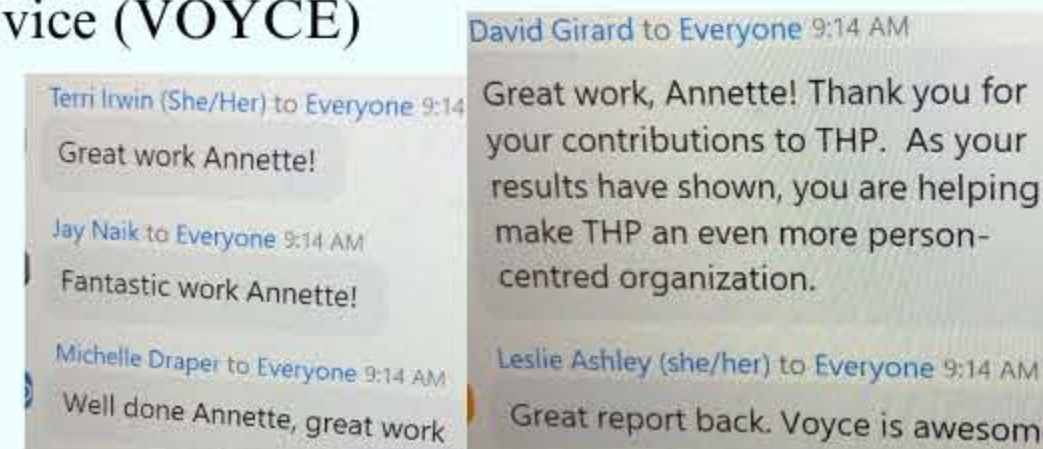 vice (VOYCE)
Terri Irwin (She/Her) to Everyone 9:14
Great work Annette!
Jay Naik to Everyone 9:14 AM
Fantastic work Annette!
Michelle Draper to Everyone 9:14 AM
Well done Annette, great work
David Girard to Everyone 9:14 AM
Great work, Annette! Thank you for
your contributions to THP. As your
results have shown, you are helping
make THP an even more person-
centred organization.
Leslie Ashley (she/her) to Everyone 9:14 AM
Great report back. Voyce is awesom